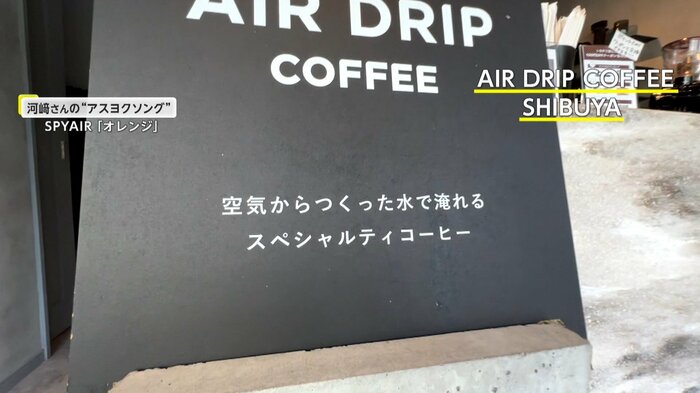 AIR DRIP
COFFEE
AIR DRIP COFFEE
SHIBUYA
河﨑さんの“アスヨクソング”
SPYAIR「オレンジ」
空気からつくった水で淹れる
スペシャルティコーヒー